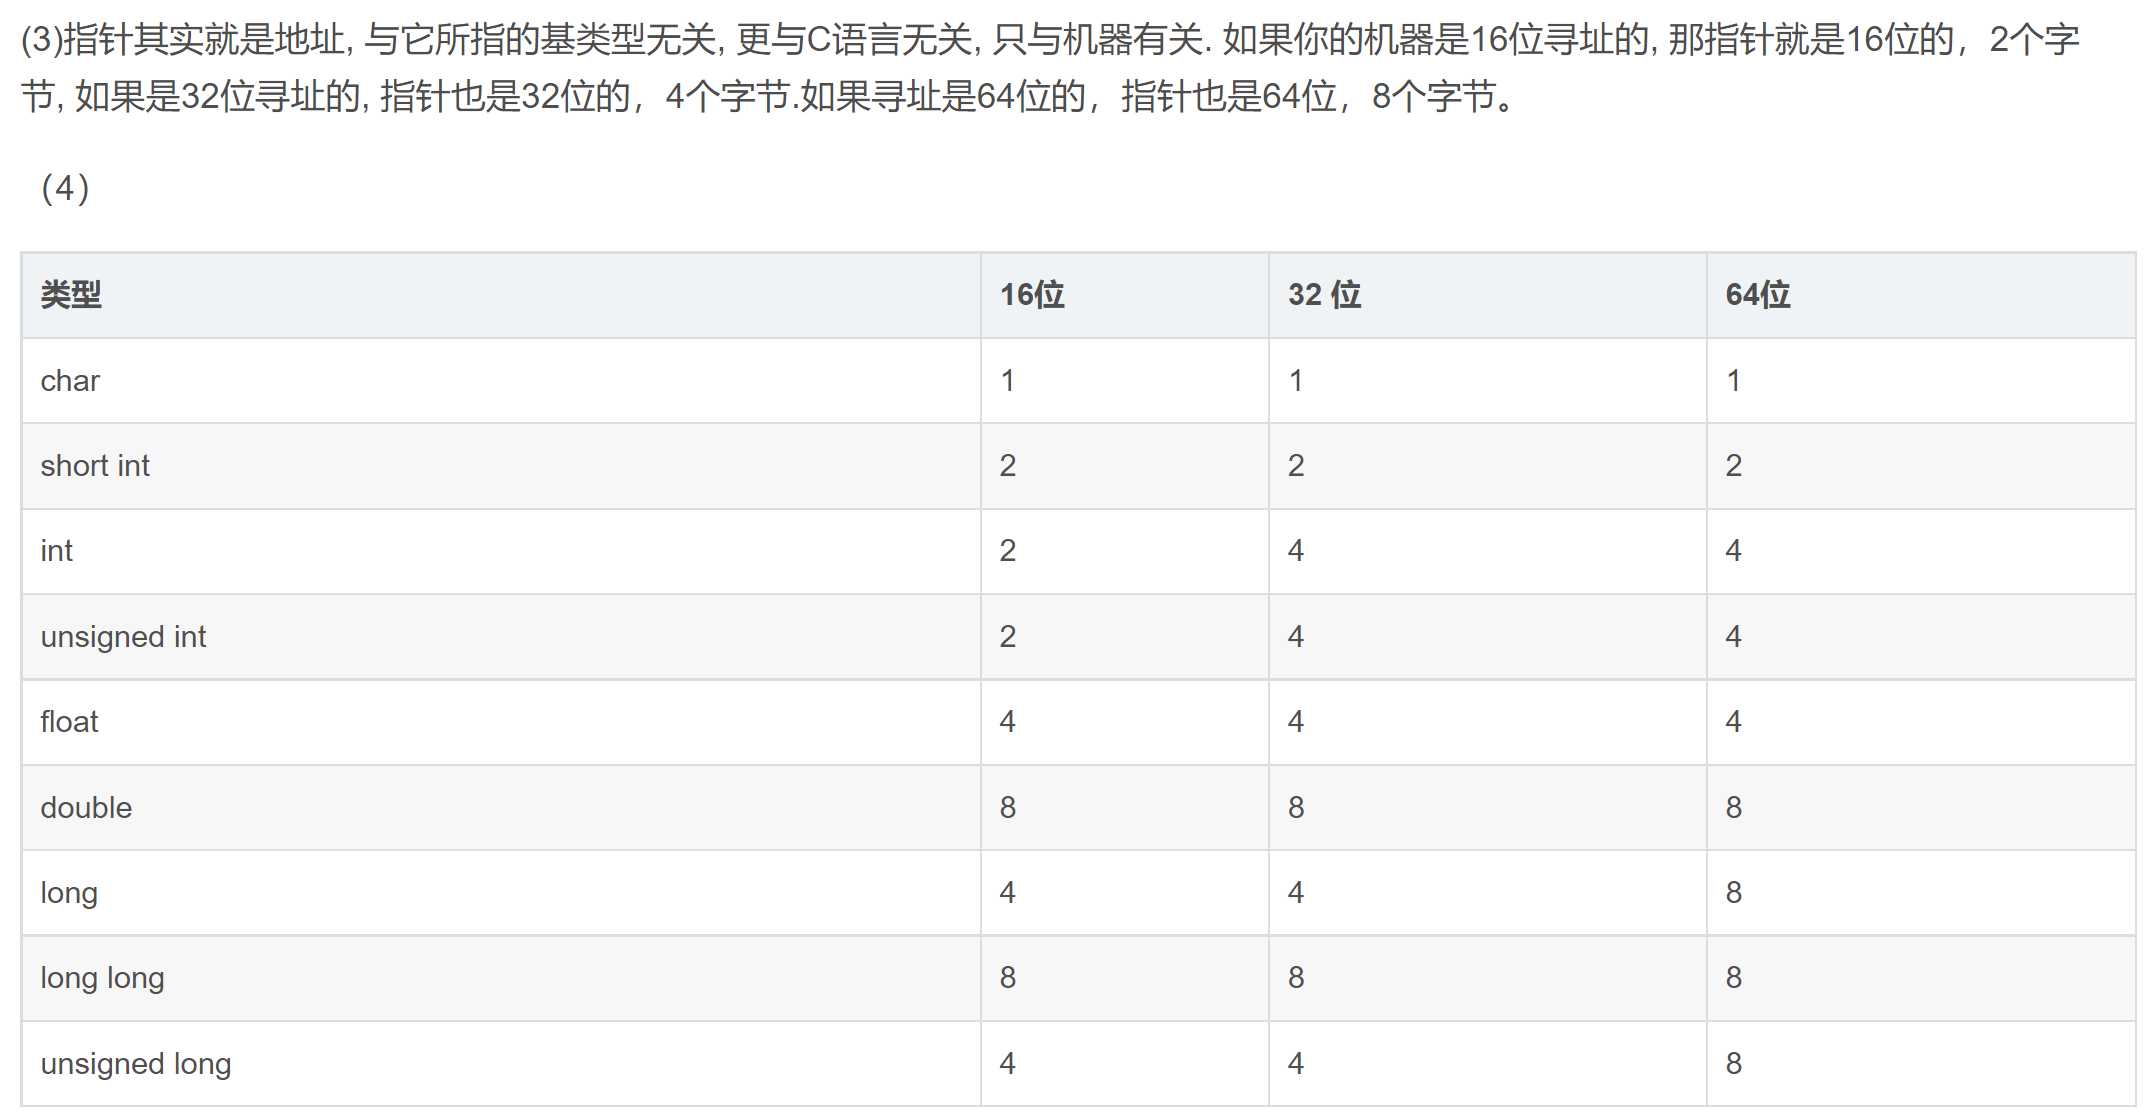 (3)指针其实就是地址, 与它所指的基类型无关, 更与C语言无关, 只与机器有关. 如果你的机器是16位寻址的, 那指针就是16位的，2个字
节, 如果是32位寻址的, 指针也是32位的，4个字节.如果寻址是64位的，指针也是64位，8个字节。
（4）
类型 16位 32 位 64位
char 1 1 1
short int 2 2 2
int 2 4 4
unsigned int 2 4 4
float 4 4 4
double 8 8 8
long 4 4 8
long long 8 8 8
unsigned long 4 4 8